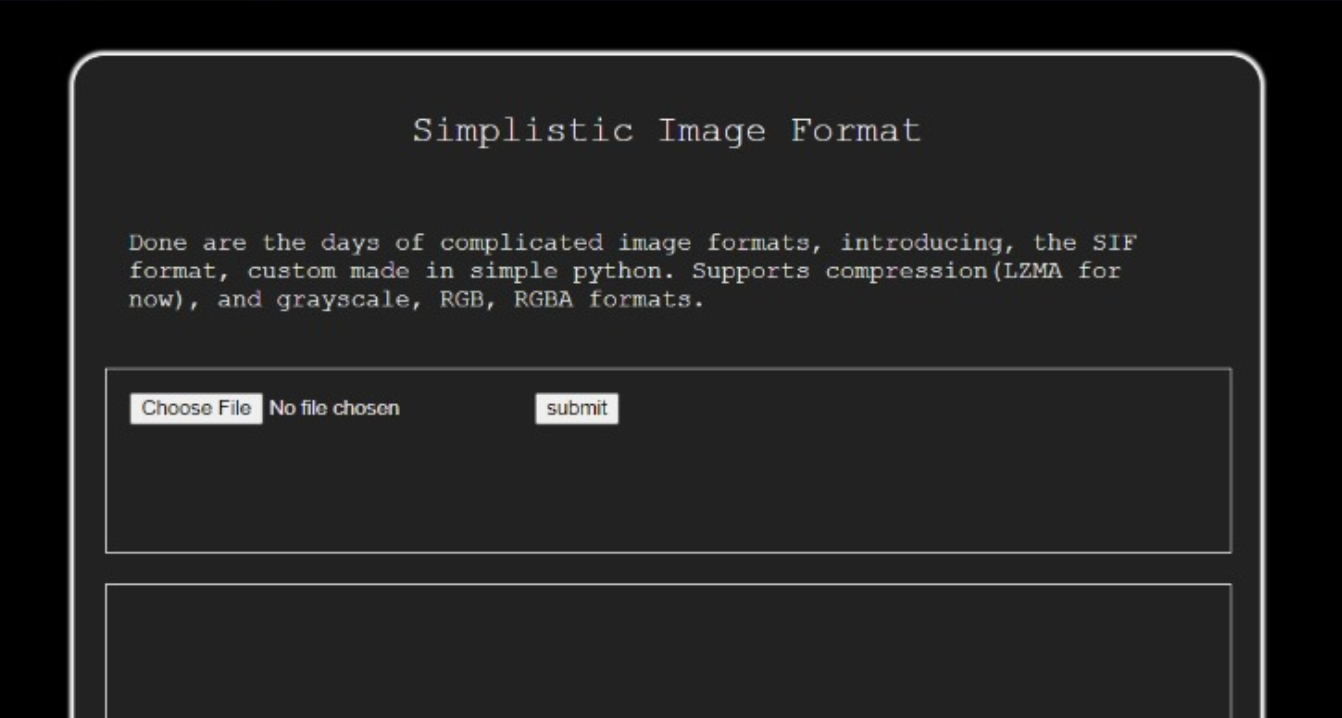 Simplistic Image Format
Done are the days of complicated image formats, introducing, the SIF
format, custom made in simple python. Supports compression(LZMA for
now), and grayscale, RGB, RGBA formats.
Choose File No file chosen submit